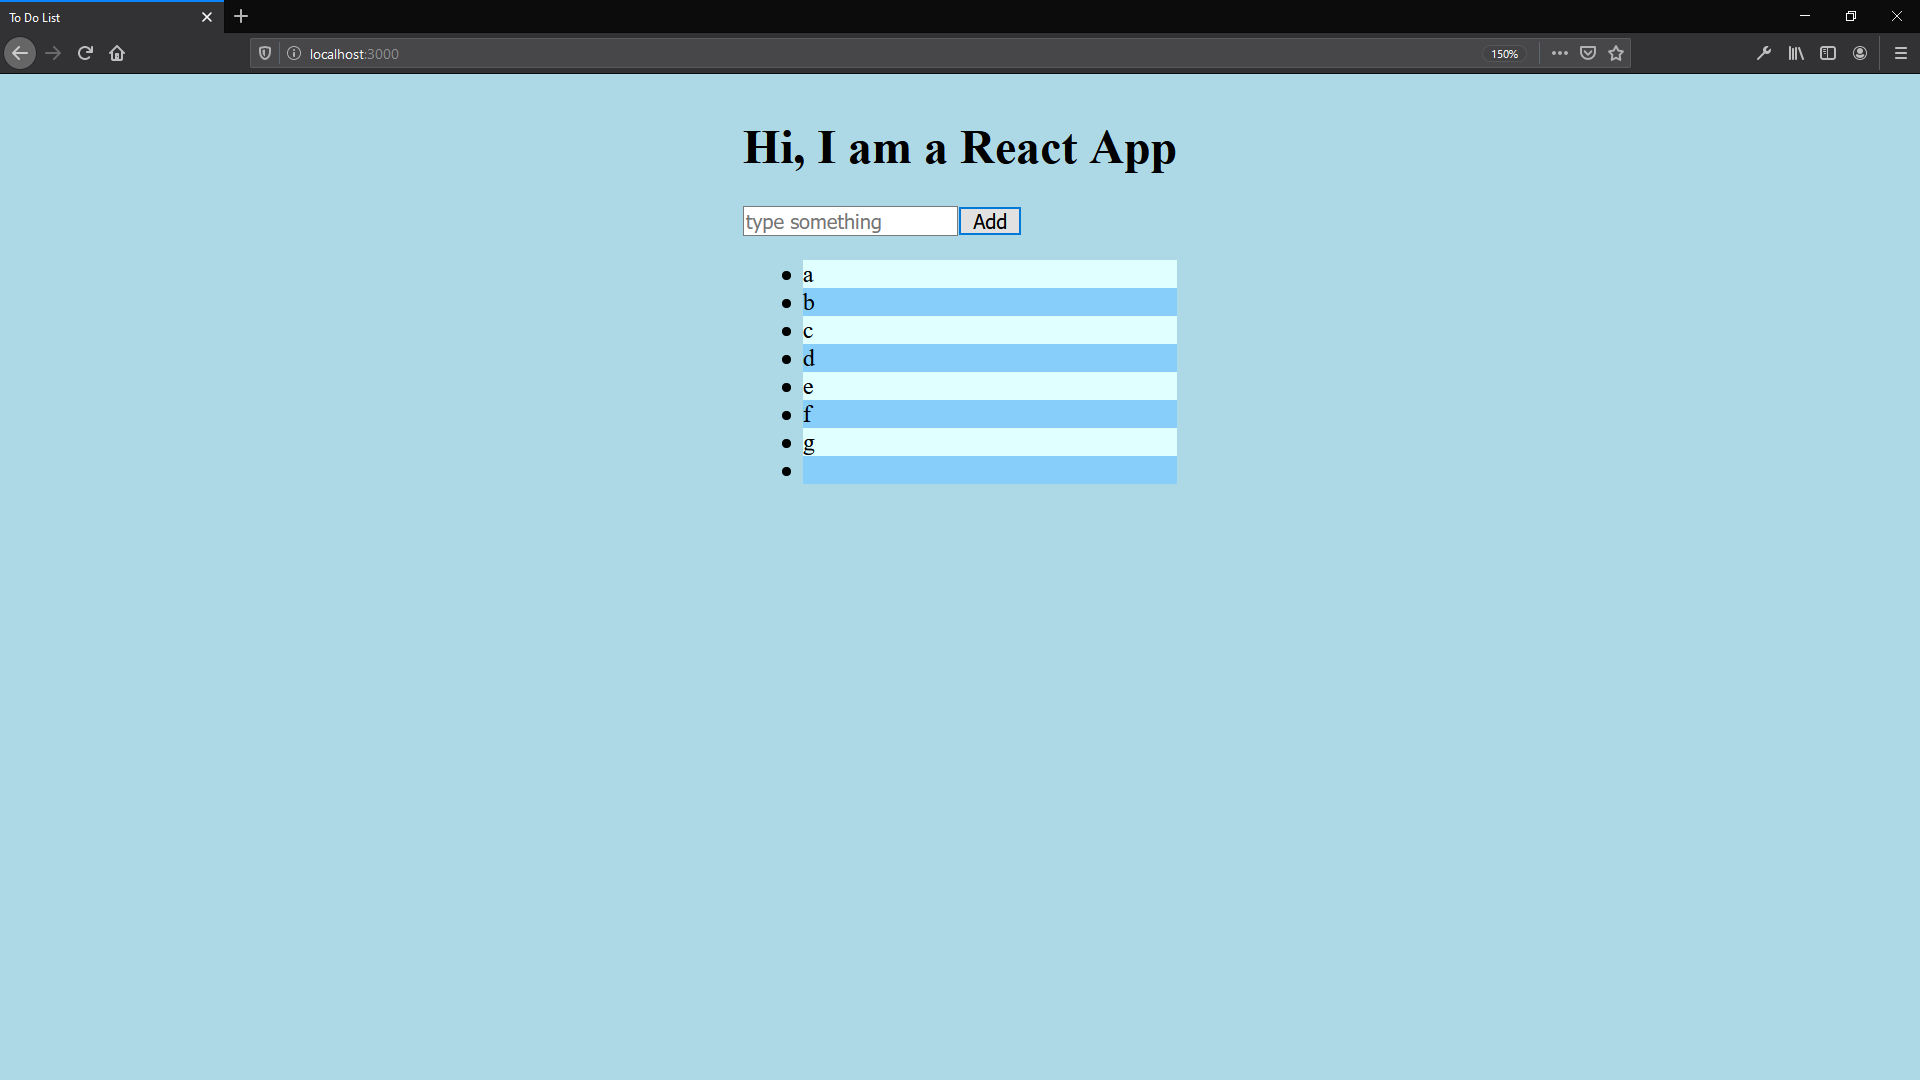 To Do List
localhost:3000
150%
Hi, I am a React App
type something
Add
a
b
c
d
e
f
g